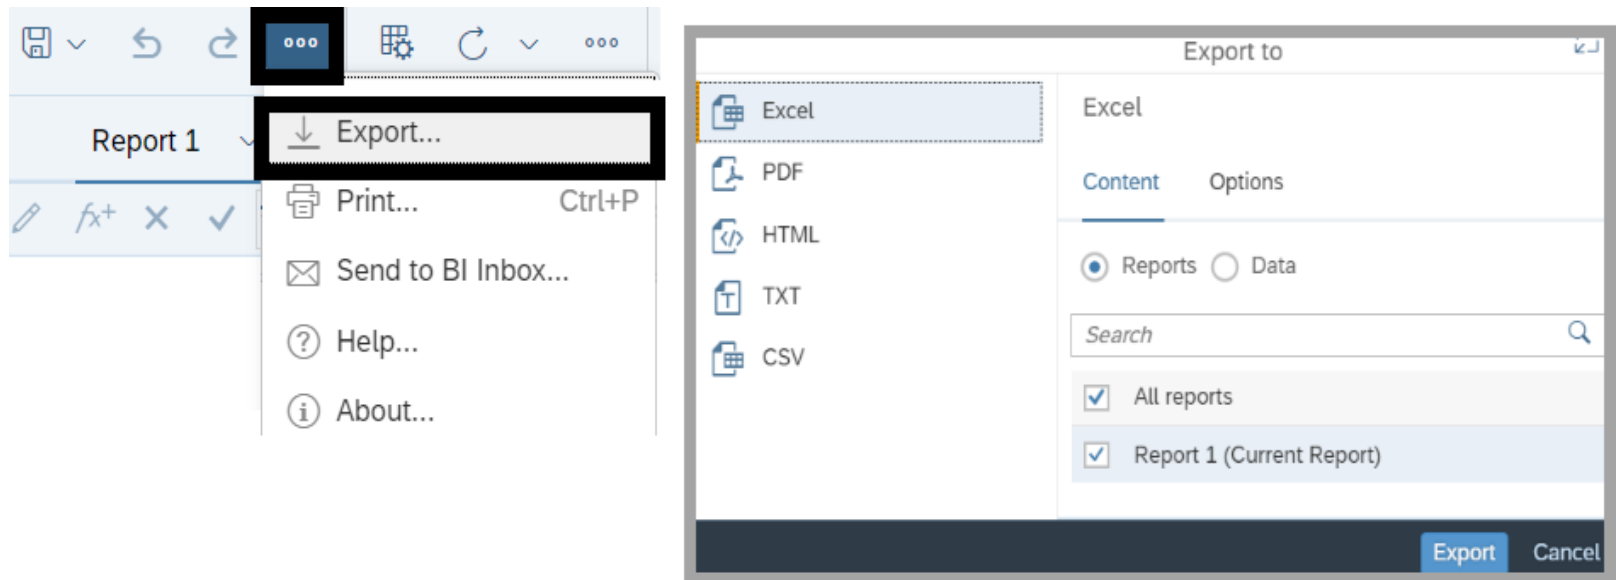 Report 1
Export...
Print... Ctrl+P
Send to BI Inbox...
Help...
About...
fx+
Export to
Excel
PDF
HTML
TXT
CSV
Excel
Content Options
Reports Data
Search
All reports
Report 1 (Current Report)
Export Cancel